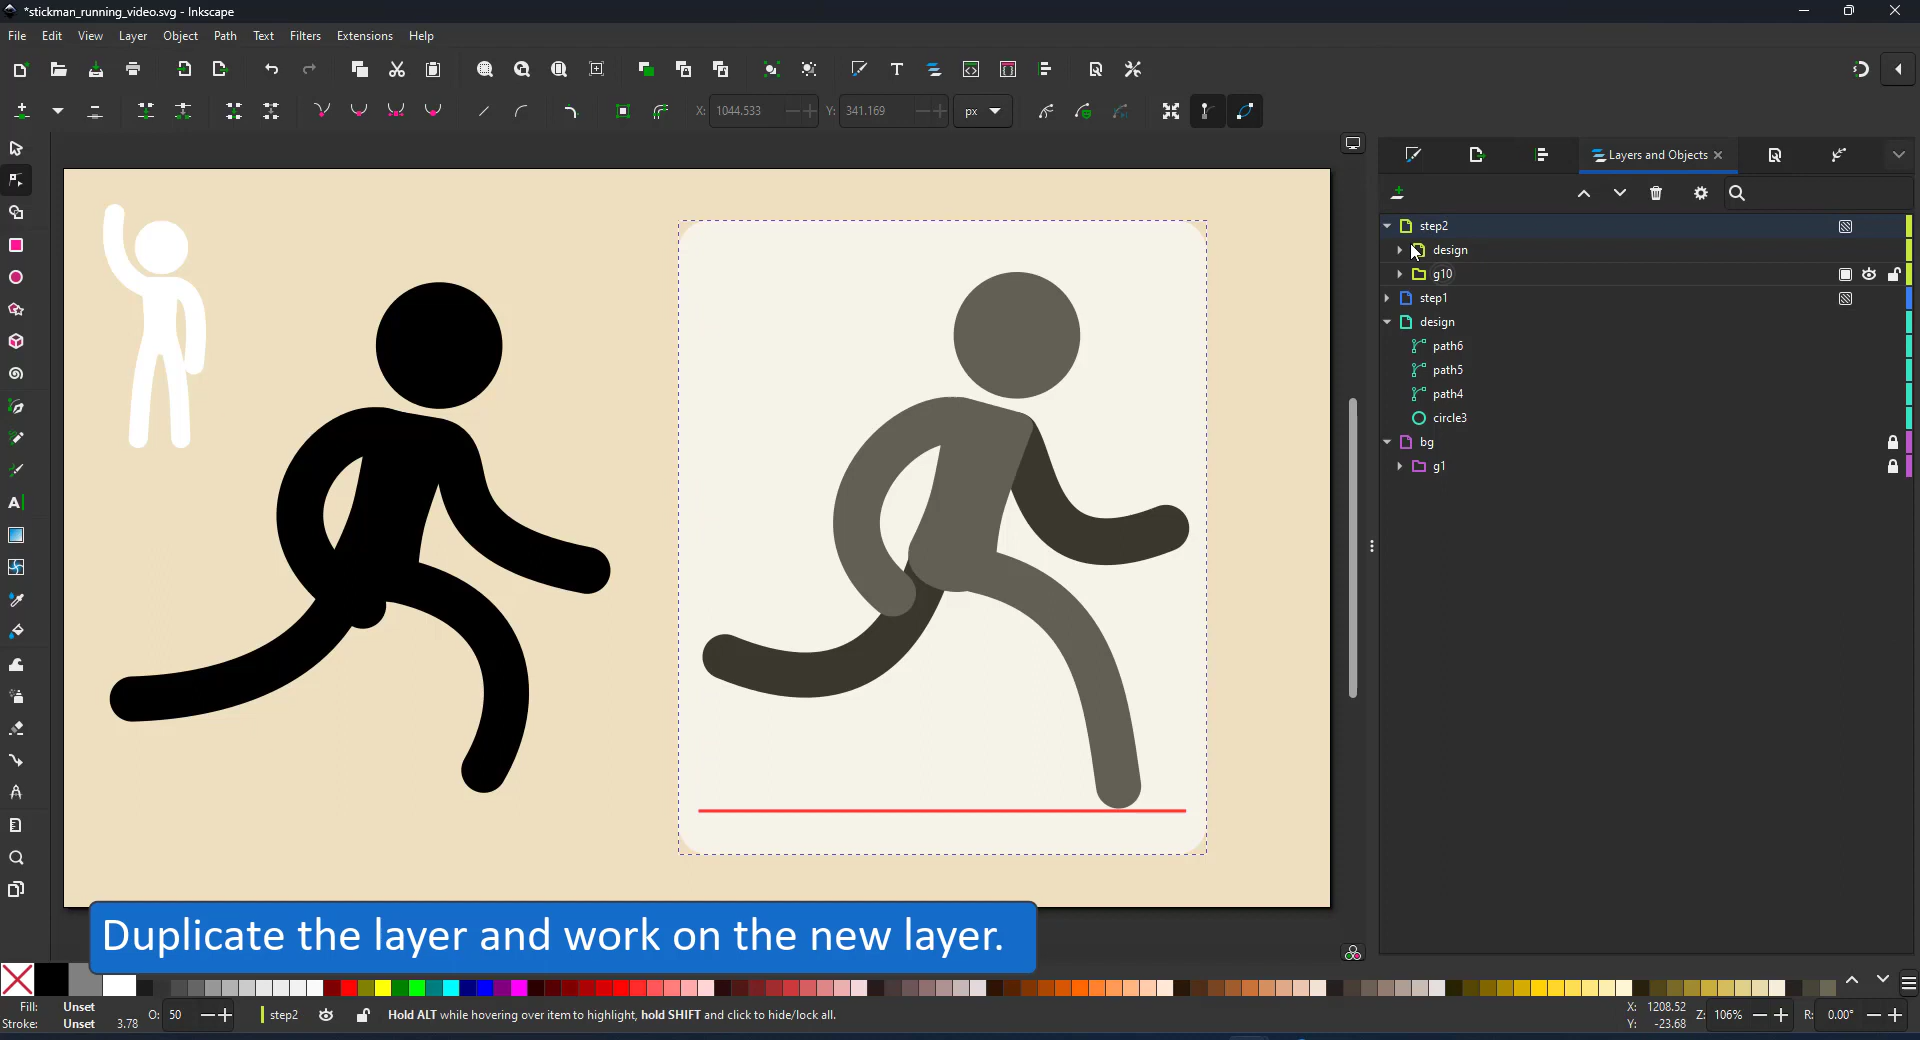 *stickman_running_video.svg - Inkscape
File Edit View Layer Object Path Text Filters Extensions Help
X: 1044.533 Y: 341.169 px
Layers and Objects
step2
design
g10
step1
design
path6
path5
path4
circle3
bg
g1
Duplicate the layer and work on the new layer.
Fill: Unset
Stroke: Unset 3.78
O: 50
step2
Hold ALT while hovering over item to highlight, hold SHIFT and click to hide/lock all.
X: 1208.52
Y: -23.68
Z: 106%
R: 0.00°